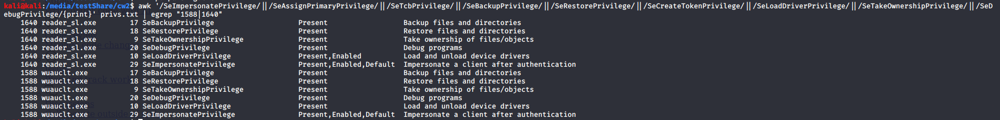 kali@kali:/media/testShare/cw2$ awk '/SeImpersonatePrivilege/||/SeAssignPrimaryPrivilege/||/SeTcbPrivilege/||/SeBackupPrivilege/||/SeRestorePrivilege/||/SeCreateTokenPrivilege/||/SeLoadDriverPrivilege/||/SeTakeOwnershipPrivilege/||/SeD
ebugPrivilege/{print}' privs.txt | egrep "1588|1640"
1640 reader_sl.exe 17 SeBackupPrivilege Present Backup files and directories
1640 reader_sl.exe 18 SeRestorePrivilege Present Restore files and directories
1640 reader_sl.exe 9 SeTakeOwnershipPrivilege Present Take ownership of files/objects
1640 reader_sl.exe 20 SeDebugPrivilege Present Debug programs
1640 reader_sl.exe 10 SeLoadDriverPrivilege Present,Enabled Load and unload device drivers
1640 reader_sl.exe 29 SeImpersonatePrivilege Present,Enabled,Default Impersonate a client after authentication
1588 wuauclt.exe 17 SeBackupPrivilege Present Backup files and directories
1588 wuauclt.exe 18 SeRestorePrivilege Present Restore files and directories
1588 wuauclt.exe 9 SeTakeOwnershipPrivilege Present Take ownership of files/objects
1588 wuauclt.exe 20 SeDebugPrivilege Present Debug programs
1588 wuauclt.exe 10 SeLoadDriverPrivilege Present Load and unload device drivers
1588 wuauclt.exe 29 SeImpersonatePrivilege Present,Enabled,Default Impersonate a client after authentication